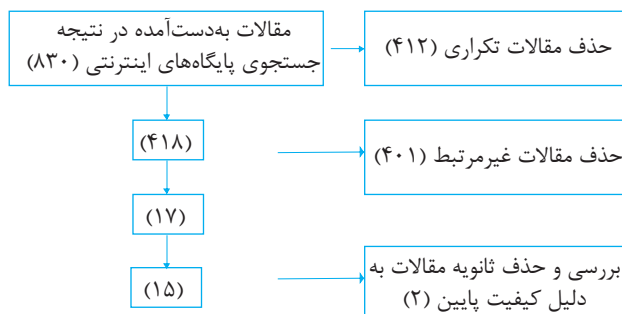 مقالات به‌دست‌آمده در نتیجه
جستجوی پایگاه‌های اینترنتی (۸۳۰)
حذف مقالات تکراری (۴۱۲)
(۴۱۸)
حذف مقالات غیرمرتبط (۴۰۱)
(۱۷)
بررسی و حذف ثانویه مقالات به
دلیل کیفیت پایین (۲)
(۱۵)